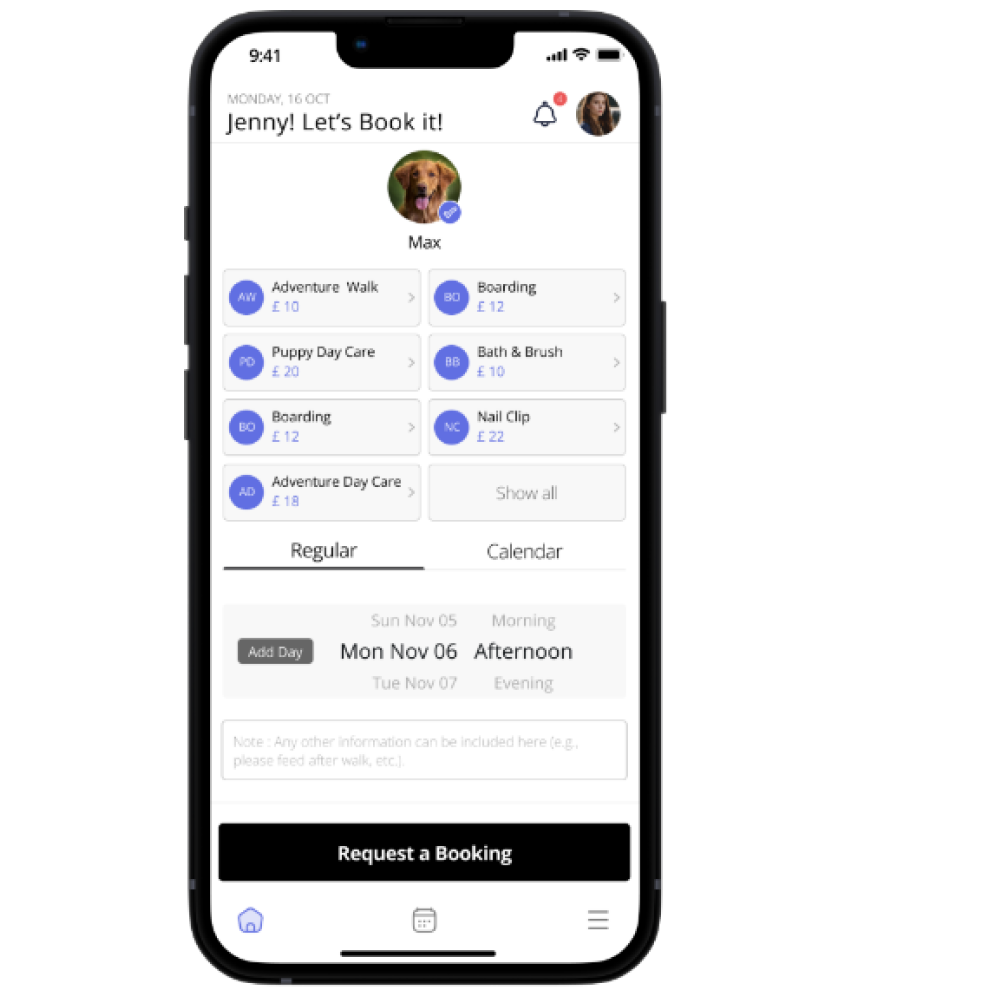 9:41
MONDAY, 16 OCT
Jenny! Let's Book it!
4
Max
AW
Adventure Walk
£ 10
BO
Boarding
£ 12
PD
Puppy Day Care
£ 20
BB
Bath & Brush
£ 10
BO
Boarding
£ 12
NC
Nail Clip
£ 22
AD
Adventure Day Care
£ 18
Show all
Regular
Calendar
Sun Nov 05 Morning
Add Day Mon Nov 06 Afternoon
Tue Nov 07 Evening
Note : Any other information can be included here (e.g.,
please feed after walk, etc.).
Request a Booking